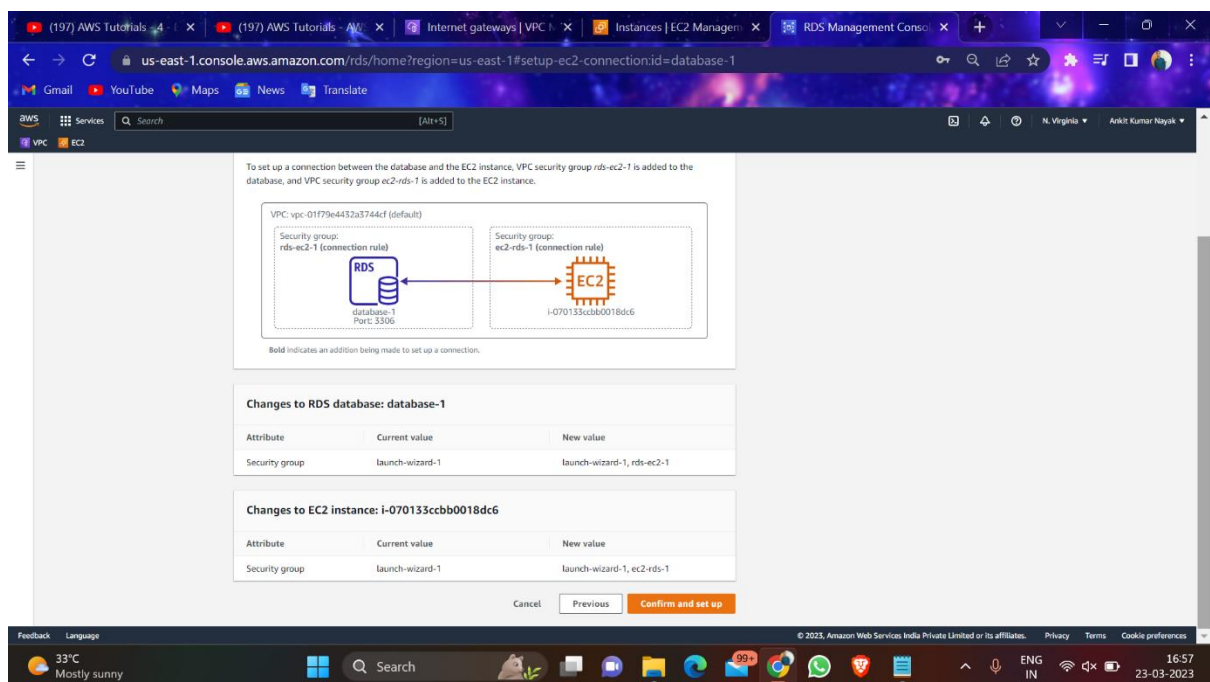 (197) AWS Tutorials - 4 -
(197) AWS Tutorials - AW
Internet gateways | VPC
Instances | EC2 Managem
RDS Management Consol
us-east-1.console.aws.amazon.com/rds/home?region=us-east-1#setup-ec2-connection:id=database-1
Gmail YouTube Maps News Translate
aws Services Search [Alt+S] N. Virginia Ankit Kumar Nayak
VPC EC2
To set up a connection between the database and the EC2 instance, VPC security group rds-ec2-1 is added to the
database, and VPC security group ec2-rds-1 is added to the EC2 instance.
VPC: vpc-01f79e4432a3744cf (default)
Security group:
rds-ec2-1 (connection rule)
RDS
database-1
Port: 3306
Security group:
ec2-rds-1 (connection rule)
EC2
i-070133ccbb0018dc6
Bold indicates an addition being made to set up a connection.
Changes to RDS database: database-1
Attribute Current value New value
Security group launch-wizard-1 launch-wizard-1, rds-ec2-1
Changes to EC2 instance: i-070133ccbb0018dc6
Attribute Current value New value
Security group launch-wizard-1 launch-wizard-1, ec2-rds-1
Cancel Previous Confirm and set up
Feedback Language © 2023, Amazon Web Services India Private Limited or its affiliates. Privacy Terms Cookie preferences
33°C
Mostly sunny
Search
99+
ENG
IN
16:57
23-03-2023